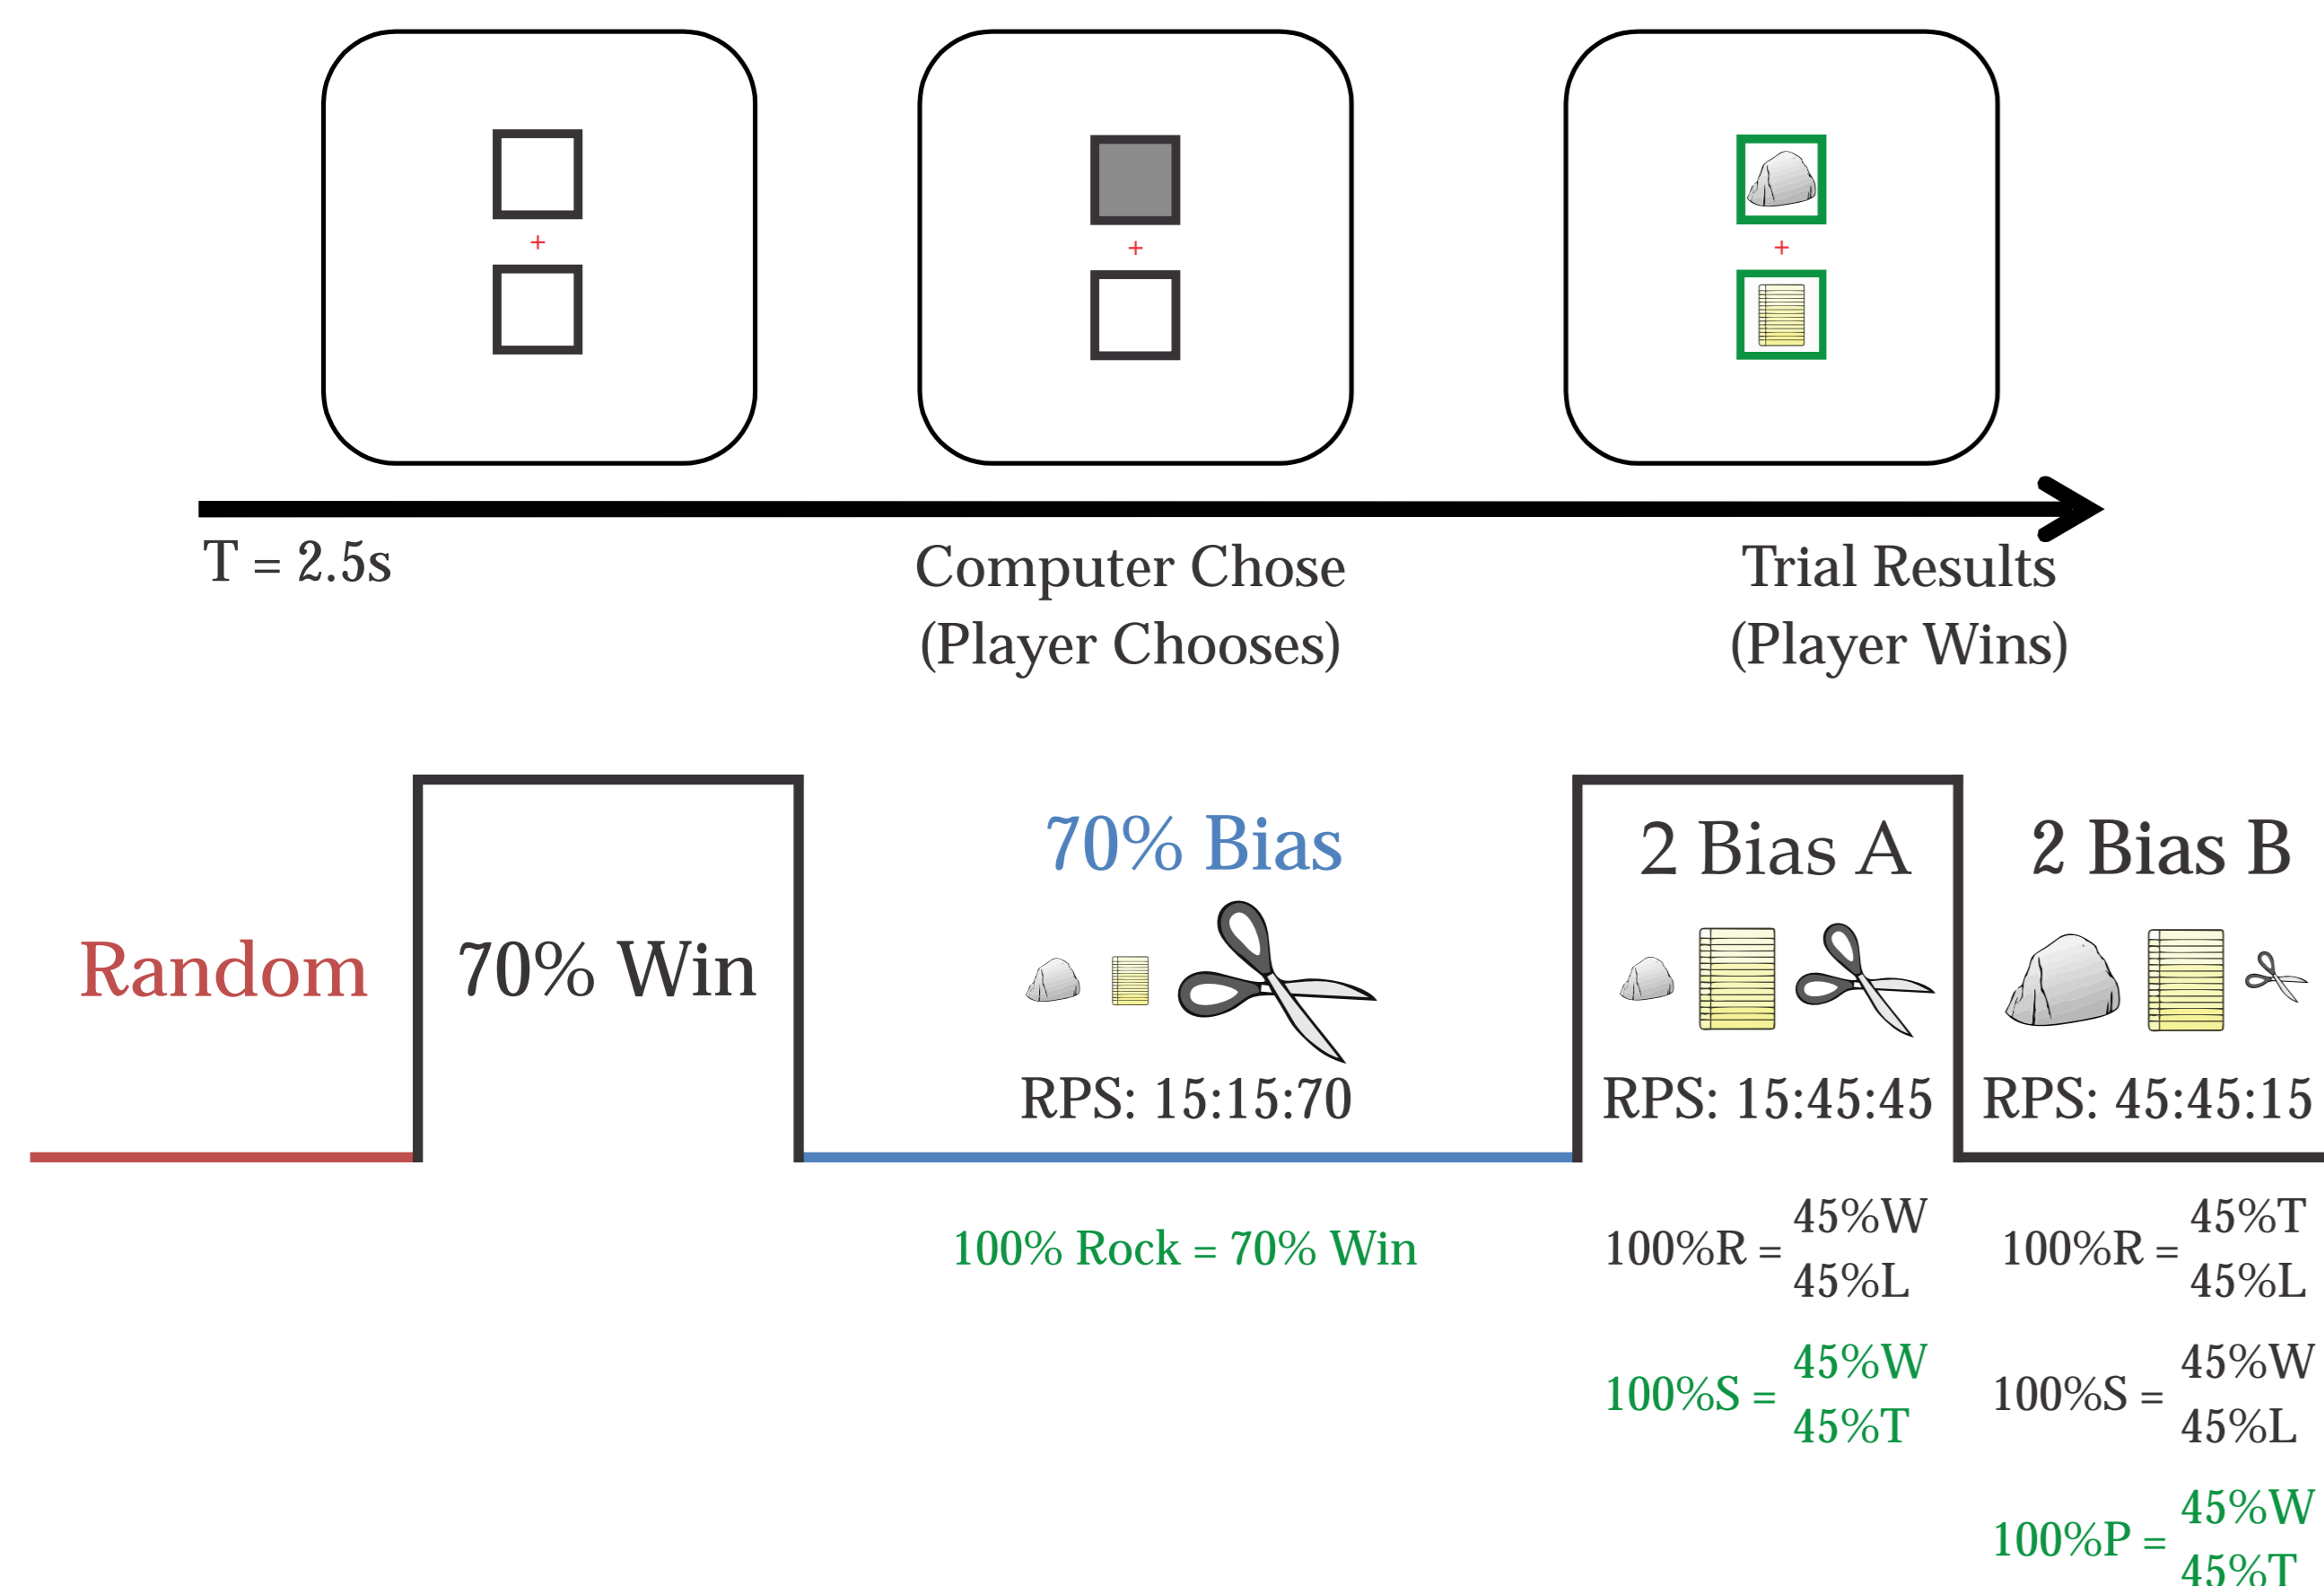 +
+
+
T = 2.5s
Computer Chose
(Player Chooses)
Trial Results
(Player Wins)
Random
70% Win
70% Bias
RPS: 15:15:70
2 Bias A
RPS: 15:45:45
2 Bias B
RPS: 45:45:15
100% Rock = 70% Win
100%R =
45%W
45%L
100%S =
45%W
45%T
100%R =
45%T
45%L
100%S =
45%W
45%L
100%P =
45%W
45%T